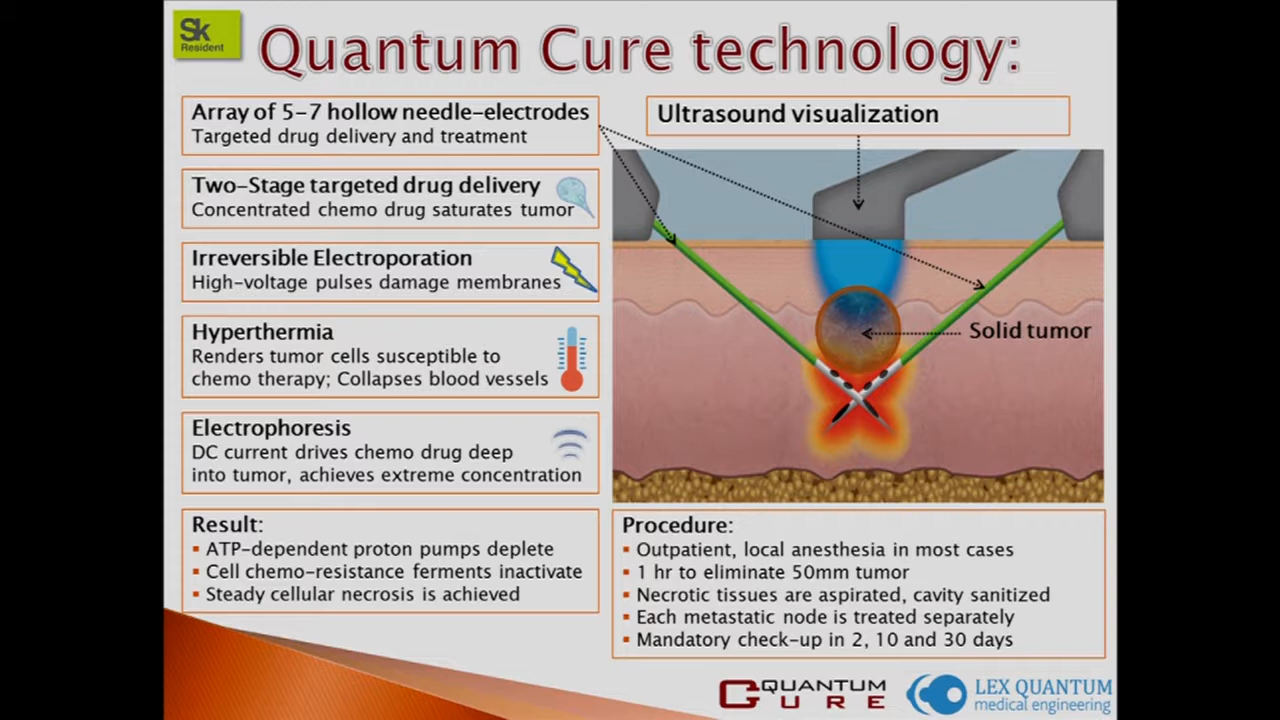 Sk
Resident
Quantum Cure technology:
Array of 5-7 hollow needle-electrodes
Targeted drug delivery and treatment
Two-Stage targeted drug delivery
Concentrated chemo drug saturates tumor
Irreversible Electroporation
High-voltage pulses damage membranes
Hyperthermia
Renders tumor cells susceptible to
chemo therapy; Collapses blood vessels
Electrophoresis
DC current drives chemo drug deep
into tumor, achieves extreme concentration
Result:
▪ ATP-dependent proton pumps deplete
▪ Cell chemo-resistance ferments inactivate
▪ Steady cellular necrosis is achieved
Ultrasound visualization
Solid tumor
Procedure:
▪ Outpatient, local anesthesia in most cases
▪ 1 hr to eliminate 50mm tumor
▪ Necrotic tissues are aspirated, cavity sanitized
▪ Each metastatic node is treated separately
▪ Mandatory check-up in 2, 10 and 30 days
QUANTUM
CURE
LEX QUANTUM
medical engineering